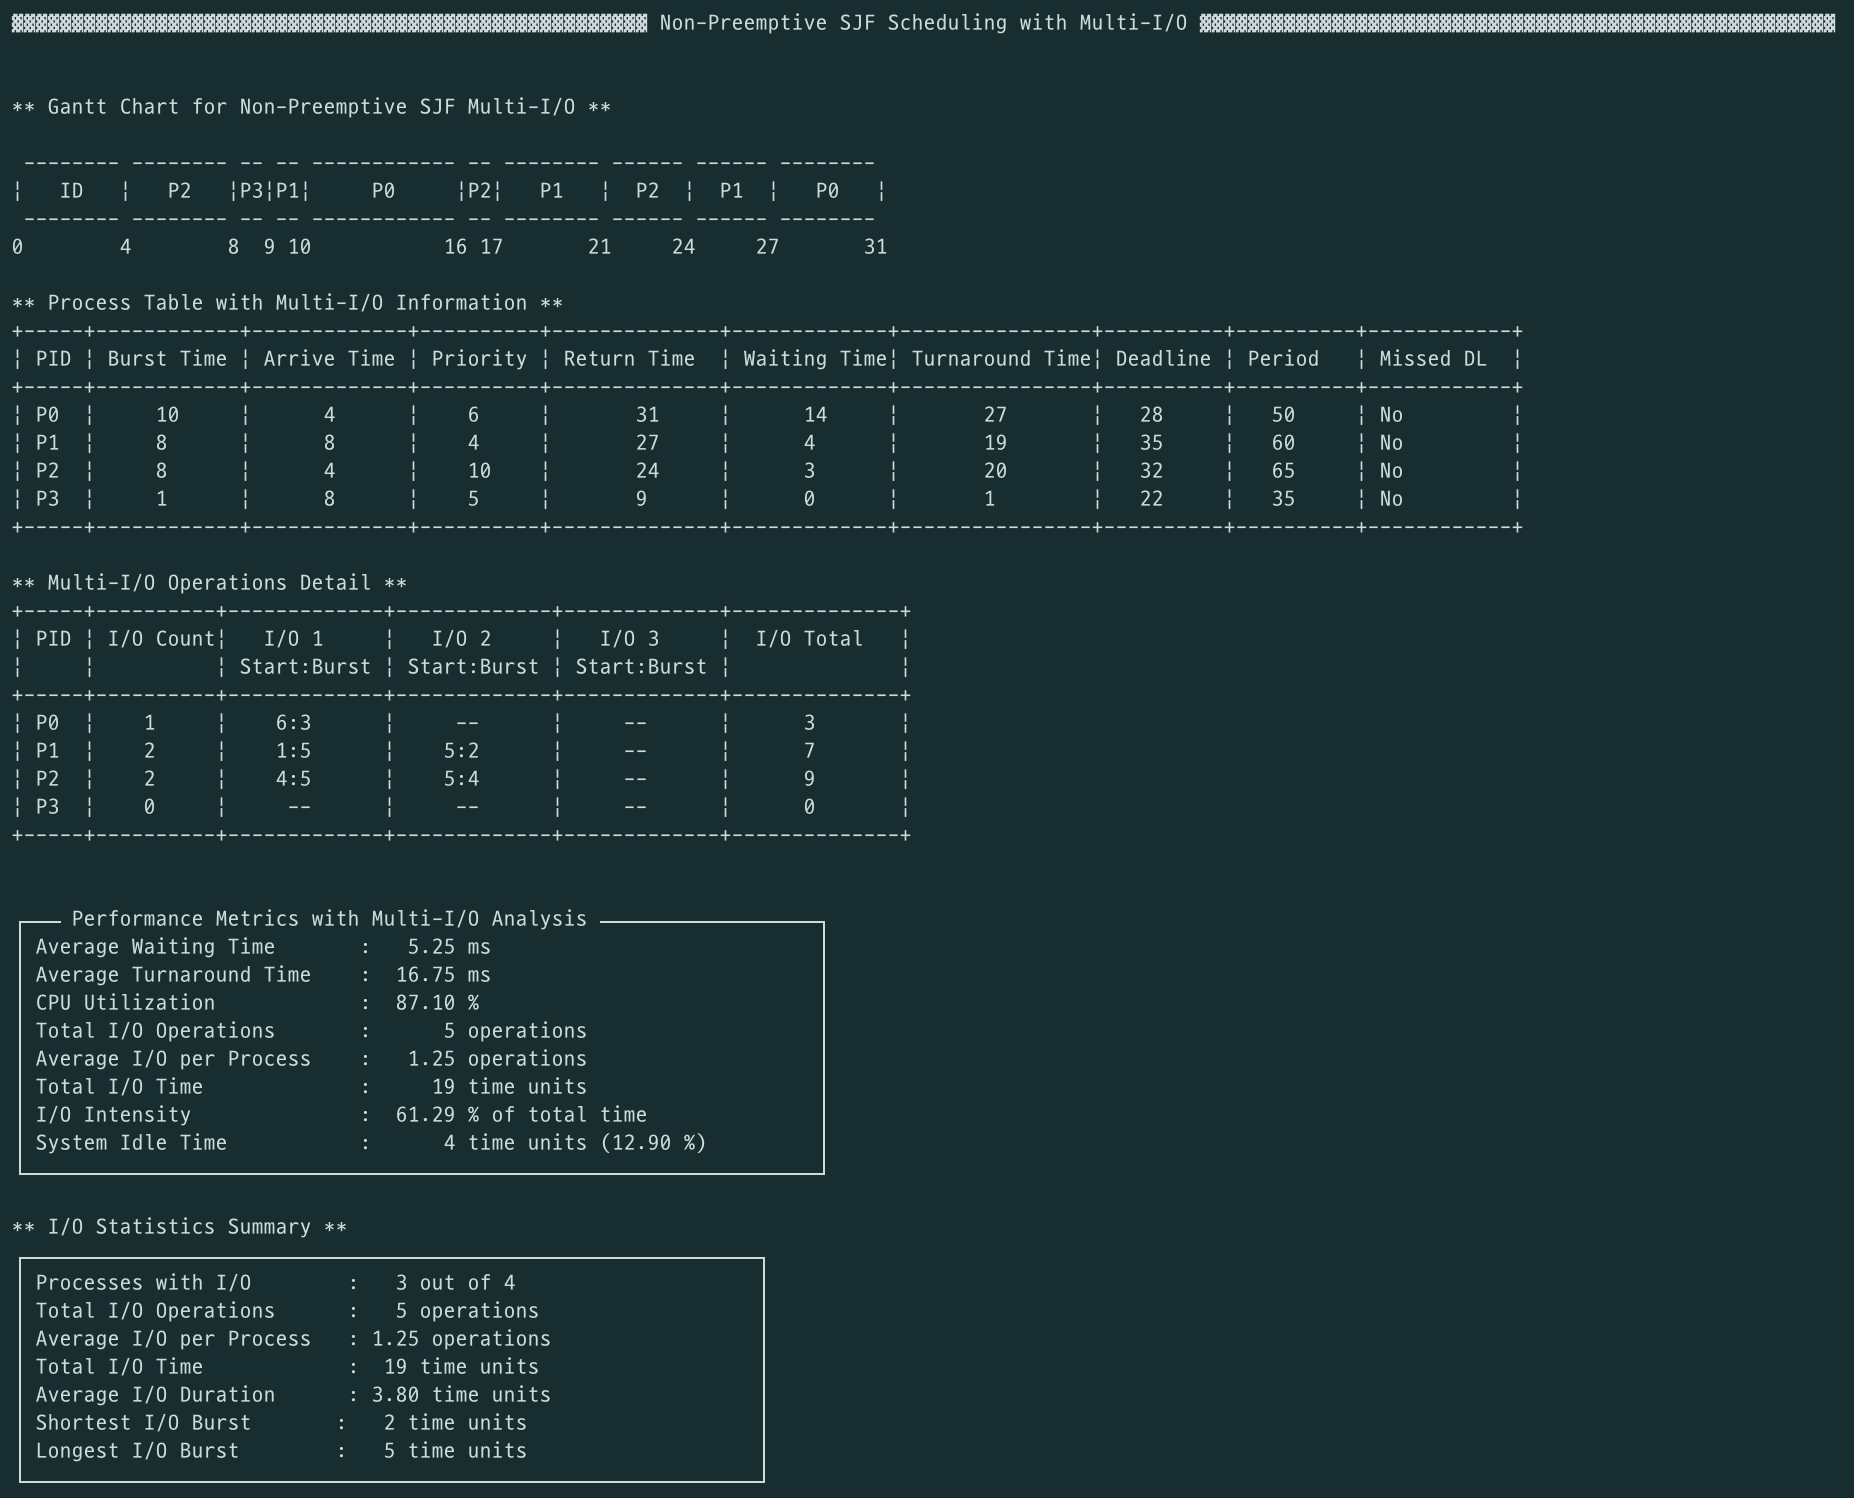 Non-Preemptive SJF Scheduling with Multi-I/O
** Gantt Chart for Non-Preemptive SJF Multi-I/O **
 -------- -------- -- -- ------------ -- -------- ------ ------ --------
¦   ID   ¦   P2   ¦P3¦P1¦     P0     ¦P2¦   P1   ¦  P2  ¦  P1  ¦   P0   ¦
 -------- -------- -- -- ------------ -- -------- ------ ------ --------
0        4        8  9 10           16 17       21     24     27       31
** Process Table with Multi-I/O Information **
+-----+------------+-------------+----------+--------------+-------------+----------------+----------+----------+------------+
¦ PID ¦ Burst Time ¦ Arrive Time ¦ Priority ¦ Return Time  ¦ Waiting Time¦ Turnaround Time¦ Deadline ¦ Period   ¦ Missed DL  ¦
+-----+------------+-------------+----------+--------------+-------------+----------------+----------+----------+------------+
¦ P0  ¦     10     ¦      4      ¦    6     ¦       31     ¦      14     ¦       27       ¦   28     ¦   50     ¦ No         ¦
¦ P1  ¦     8      ¦      8      ¦    4     ¦       27     ¦      4      ¦       19       ¦   35     ¦   60     ¦ No         ¦
¦ P2  ¦     8      ¦      4      ¦    10    ¦       24     ¦      3      ¦       20       ¦   32     ¦   65     ¦ No         ¦
¦ P3  ¦     1      ¦      8      ¦    5     ¦       9      ¦      0      ¦       1        ¦   22     ¦   35     ¦ No         ¦
+-----+------------+-------------+----------+--------------+-------------+----------------+----------+----------+------------+
** Multi-I/O Operations Detail **
+-----+----------+-------------+-------------+-------------+--------------+
¦ PID ¦ I/O Count¦   I/O 1     ¦   I/O 2     ¦   I/O 3     ¦  I/O Total   ¦
¦     ¦          ¦ Start:Burst ¦ Start:Burst ¦ Start:Burst ¦              ¦
+-----+----------+-------------+-------------+-------------+--------------+
¦ P0  ¦    1     ¦    6:3      ¦     --      ¦     --      ¦      3       ¦
¦ P1  ¦    2     ¦    1:5      ¦    5:2      ¦     --      ¦      7       ¦
¦ P2  ¦    2     ¦    4:5      ¦    5:4      ¦     --      ¦      9       ¦
¦ P3  ¦    0     ¦     --      ¦     --      ¦     --      ¦      0       ¦
+-----+----------+-------------+-------------+-------------+--------------+
Performance Metrics with Multi-I/O Analysis
Average Waiting Time       :   5.25 ms
Average Turnaround Time    :  16.75 ms
CPU Utilization            :  87.10 %
Total I/O Operations       :      5 operations
Average I/O per Process    :   1.25 operations
Total I/O Time             :     19 time units
I/O Intensity              :  61.29 % of total time
System Idle Time           :      4 time units (12.90 %)
** I/O Statistics Summary **
Processes with I/O        :   3 out of 4
Total I/O Operations      :   5 operations
Average I/O per Process   : 1.25 operations
Total I/O Time            :  19 time units
Average I/O Duration      : 3.80 time units
Shortest I/O Burst       :   2 time units
Longest I/O Burst        :   5 time units